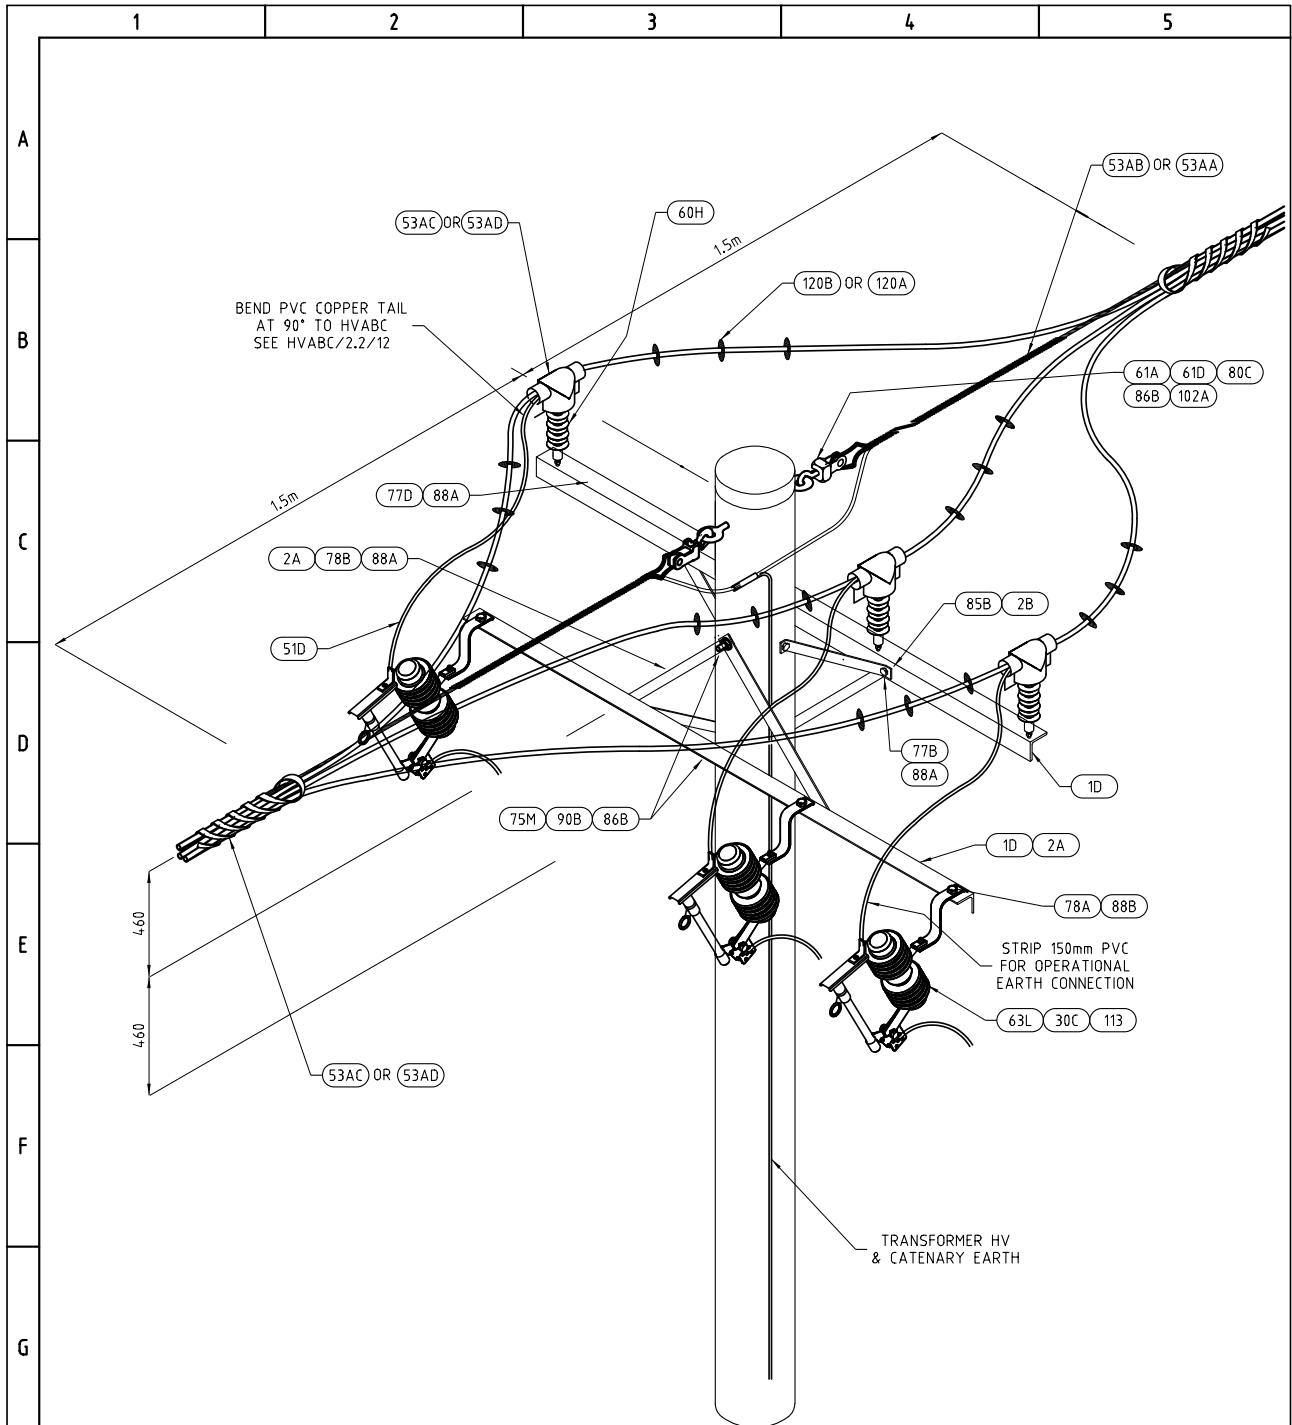 1 2 3 4 5
A
53AB OR 53AA
60H
53AC OR 53AD
1.5m
120B OR 120A
BEND PVC COPPER TAIL
AT 90° TO HVABC
SEE HVABC/2.2/12
B
61A 61D 80C
86B 102A
77D 88A
1.5m
C
2A 78B 88A
85B 2B
51D
D
77B
88A
1D
75M 90B 86B
1D 2A
78A 88B
460
E
STRIP 150mm PVC
FOR OPERATIONAL
EARTH CONNECTION
63L 30C 113
460
53AC OR 53AD
F
TRANSFORMER HV
& CATENARY EARTH
G